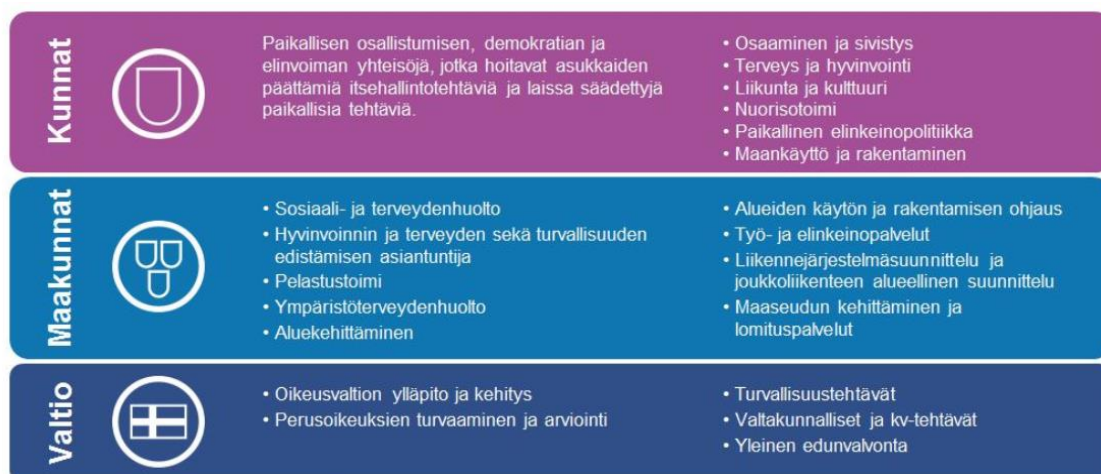 Kunnat
Paikallisen osallistumisen, demokratian ja
elinvoiman yhteisöjä, jotka hoitavat asukkaiden
päättämiä itsehallintotehtäviä ja laissa säädettyjä
paikallisia tehtäviä.
• Osaaminen ja sivistys
• Terveys ja hyvinvointi
• Liikunta ja kulttuuri
• Nuorisotoimi
• Paikallinen elinkeinopolitiikka
• Maankäyttö ja rakentaminen
Maakunnat
• Sosiaali- ja terveydenhuolto
• Hyvinvoinnin ja terveyden sekä turvallisuuden
edistämisen asiantuntija
• Pelastustoimi
• Ympäristöterveydenhuolto
• Aluekehittäminen
• Alueiden käytön ja rakentamisen ohjaus
• Työ- ja elinkeinopalvelut
• Liikennejärjestelmäsuunnittelu ja
joukkoliikenteen alueellinen suunnittelu
• Maaseudun kehittäminen ja
lomituspalvelut
Valtio
• Oikeusvaltion ylläpito ja kehitys
• Perusoikeuksien turvaaminen ja arviointi
• Turvallisuustehtävät
• Valtakunnalliset ja kv-tehtävät
• Yleinen edunvalvonta